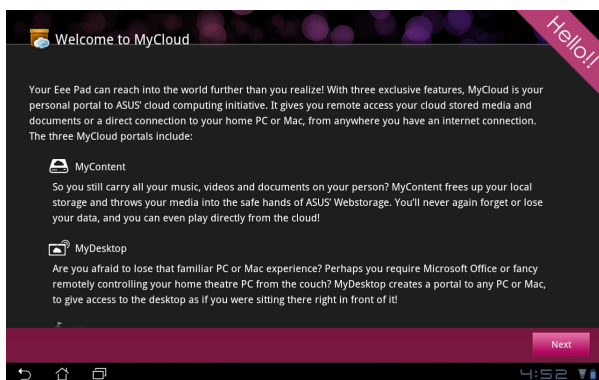 Welcome to MyCloud
Hello!!
Your Eee Pad can reach into the world further than you realize! With three exclusive features, MyCloud is your
personal portal to ASUS' cloud computing initiative. It gives you remote access your cloud stored media and
documents or a direct connection to your home PC or Mac, from anywhere you have an internet connection.
The three MyCloud portals include:
MyContent
So you still carry all your music, videos and documents on your person? MyContent frees up your local
storage and throws your media into the safe hands of ASUS' Webstorage. You'll never again forget or lose
your data, and you can even play directly from the cloud!
MyDesktop
Are you afraid to lose that familiar PC or Mac experience? Perhaps you require Microsoft Office or fancy
remotely controlling your home theatre PC from the couch? MyDesktop creates a portal to any PC or Mac,
to give access to the desktop as if you were sitting there right in front of it!
Next
4:52